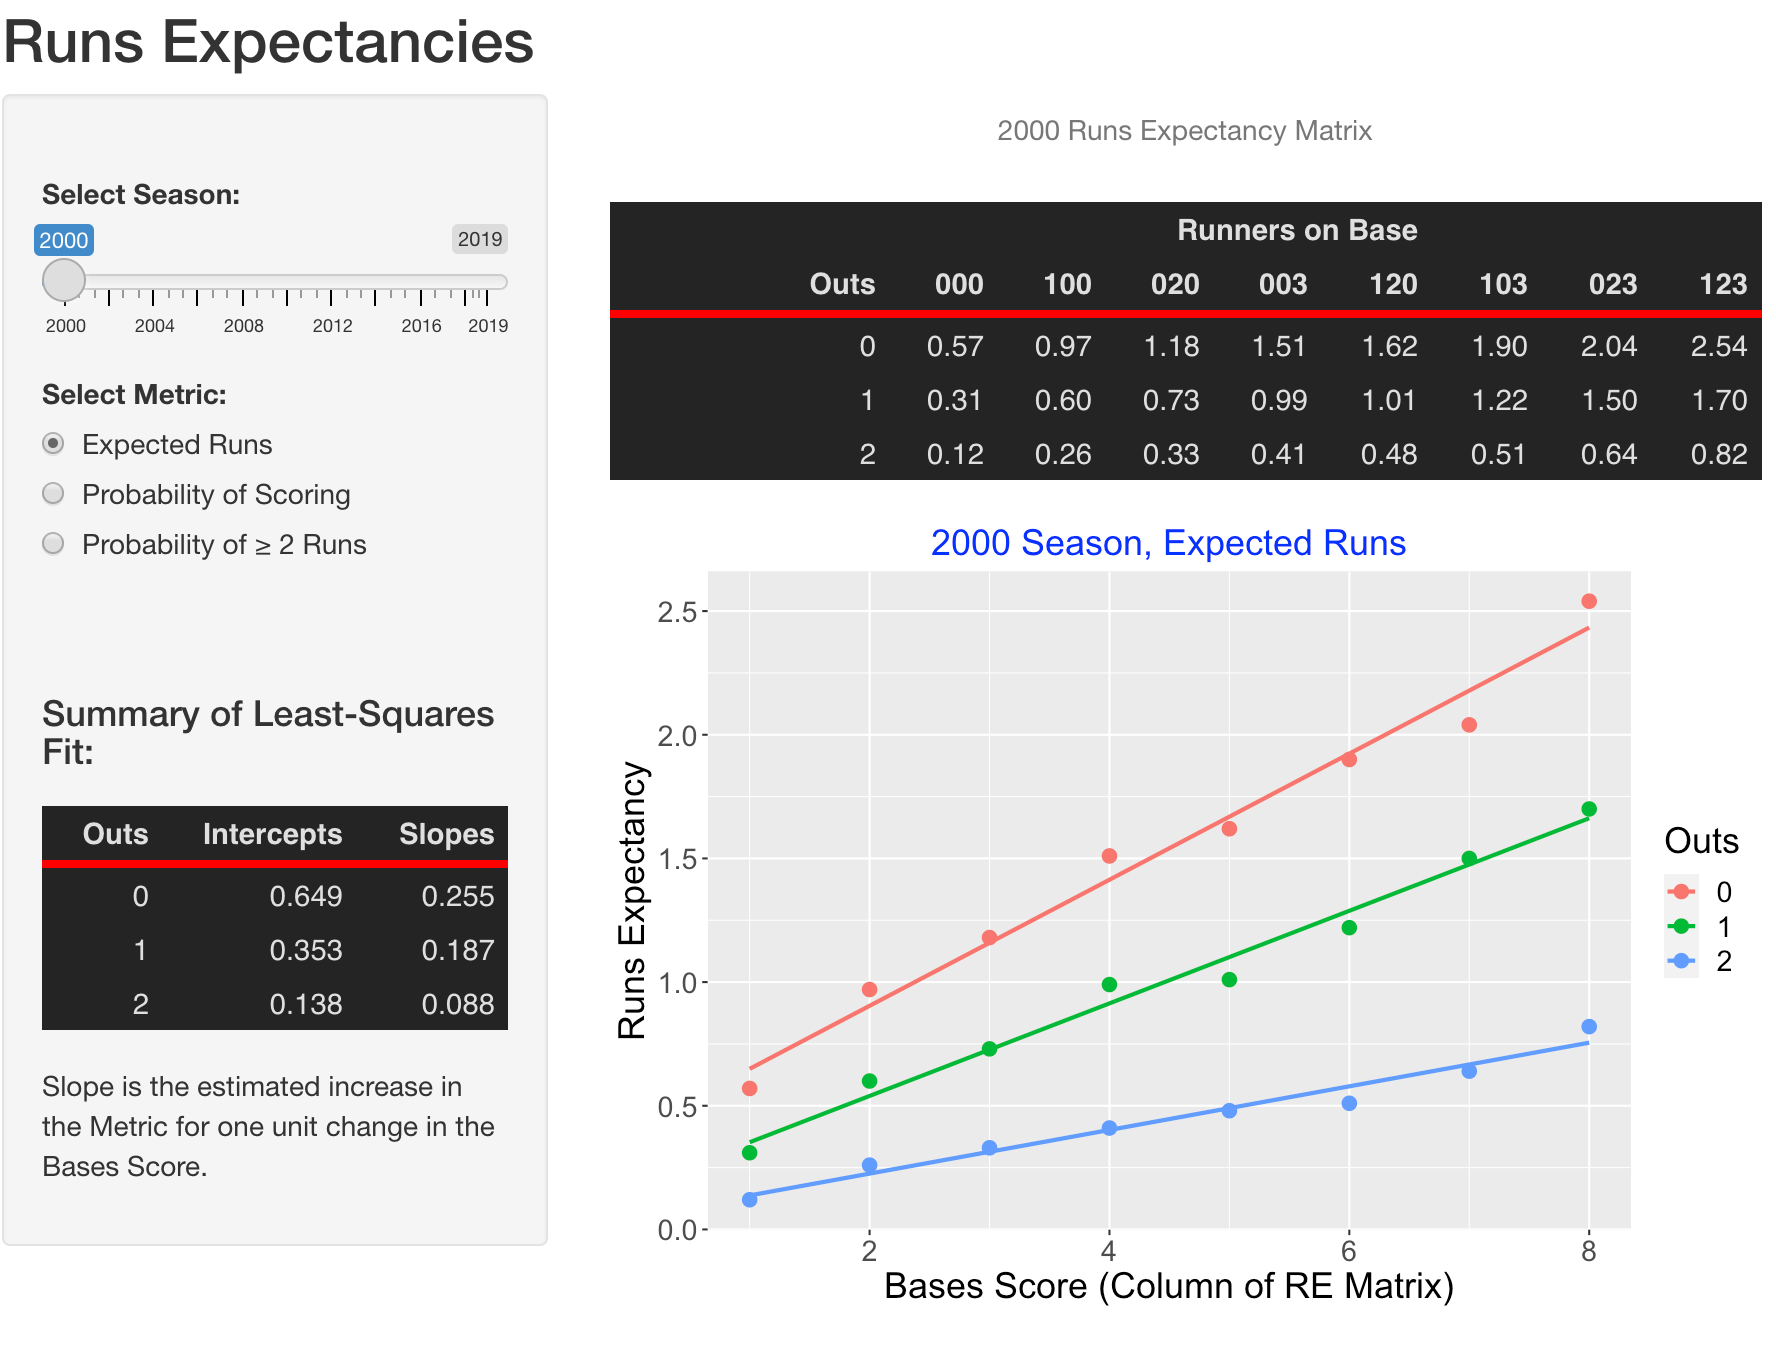 Runs Expectancies
Select Season:
2000 2019
2000 2004 2008 2012 2016 2019
Select Metric:
Expected Runs
Probability of Scoring
Probability of ≥ 2 Runs
Summary of Least-Squares
Fit:
Outs Intercepts Slopes
0 0.649 0.255
1 0.353 0.187
2 0.138 0.088
Slope is the estimated increase in
the Metric for one unit change in the
Bases Score.
2000 Runs Expectancy Matrix
Runners on Base
Outs 000 100 020 003 120 103 023 123
0 0.57 0.97 1.18 1.51 1.62 1.90 2.04 2.54
1 0.31 0.60 0.73 0.99 1.01 1.22 1.50 1.70
2 0.12 0.26 0.33 0.41 0.48 0.51 0.64 0.82
2000 Season, Expected Runs
Runs Expectancy
2.5
2.0
1.5
1.0
0.5
0.0
2 4 6 8
Bases Score (Column of RE Matrix)
Outs
0
1
2